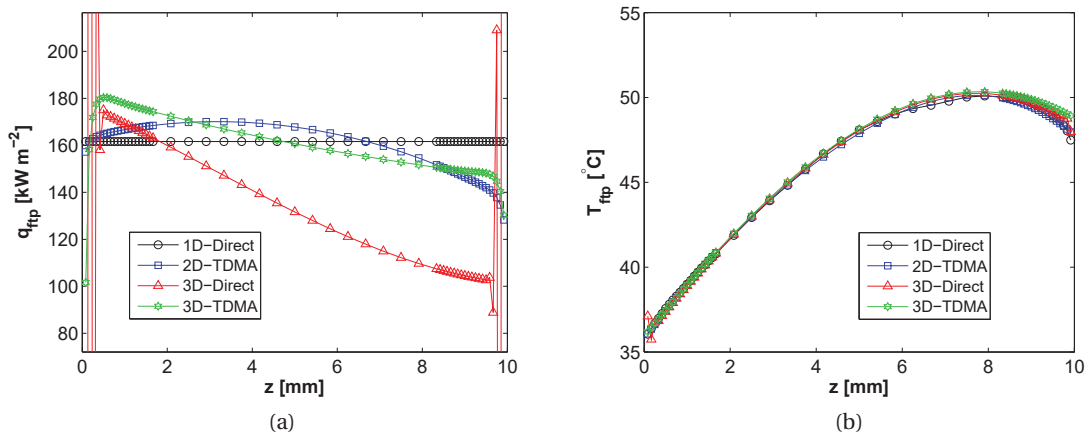 200
180
160
140
120
100
80
0
2
4
6
8
10
q_ftp [kW m⁻²]
z [mm]
1D−Direct
2D−TDMA
3D−Direct
3D−TDMA
(a)
55
50
45
40
35
0
2
4
6
8
10
T_ftp [°C]
z [mm]
1D−Direct
2D−TDMA
3D−Direct
3D−TDMA
(b)